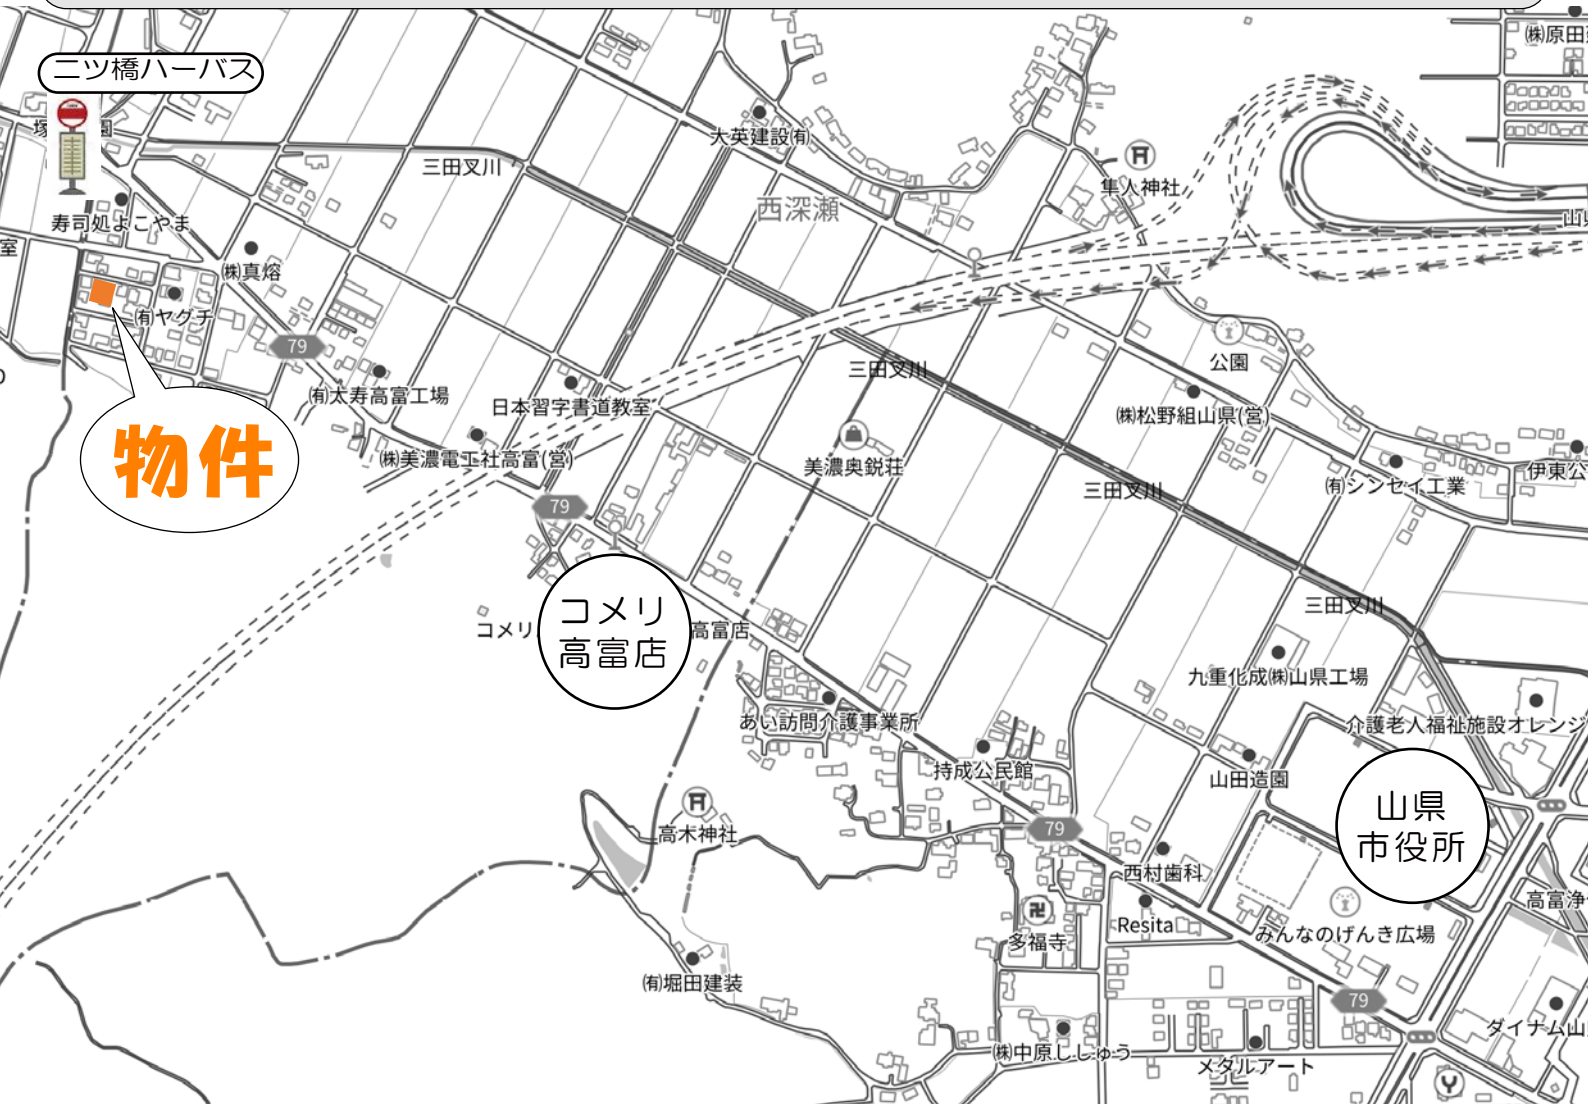 二ツ橋ハーバス
㈱原田
塚
園
大英建設㈲
三田叉川
隼人神社
西深瀬
寿司処よこやま
室
㈱真熔
㈲ヤグチ
79
三田叉川
公園
㈲太寿高富工場
日本習字書道教室
㈱松野組山県(営)
物件
㈱美濃電工社高富(営)
美濃奥鋭荘
三田叉川
㈲シンセイ工業
伊東公
79
コメリ
高富店
コメリ
高富店
三田叉川
九重化成㈱山県工場
あい訪問介護事業所
介護老人福祉施設オレンジ
持成公民館
山田造園
山県
市役所
高木神社
79
西村歯科
高富浄
Resita
みんなのげんき広場
多福寺
㈲堀田建装
79
ダイナム山
㈱中原ししゅう
メタルアート